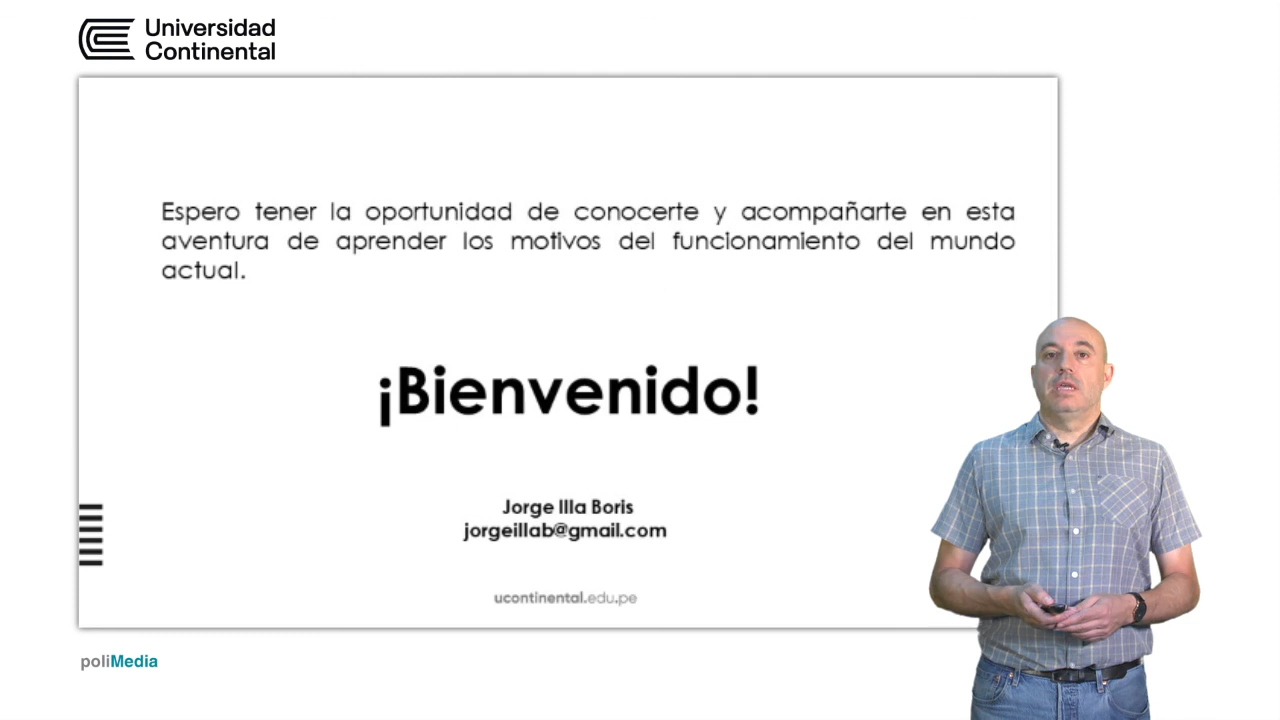 Universidad
Continental
Espero tener la oportunidad de conocerte y acompañarte en esta
aventura de aprender los motivos del funcionamiento del mundo
actual.
¡Bienvenido!
Jorge Illa Boris
jorgeillab@gmail.com
ucontinental.edu.pe
poliMedia